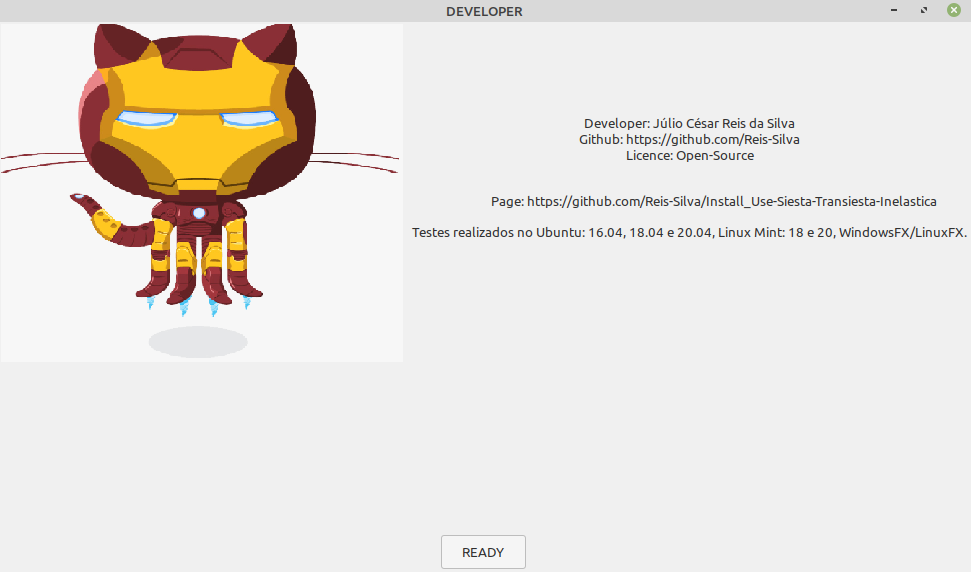 DEVELOPER
Developer: Júlio César Reis da Silva
Github: https://github.com/Reis-Silva
Licence: Open-Source
Page: https://github.com/Reis-Silva/Install_Use-Siesta-Transiesta-Inelastica
Testes realizados no Ubuntu: 16.04, 18.04 e 20.04, Linux Mint: 18 e 20, WindowsFX/LinuxFX.
READY